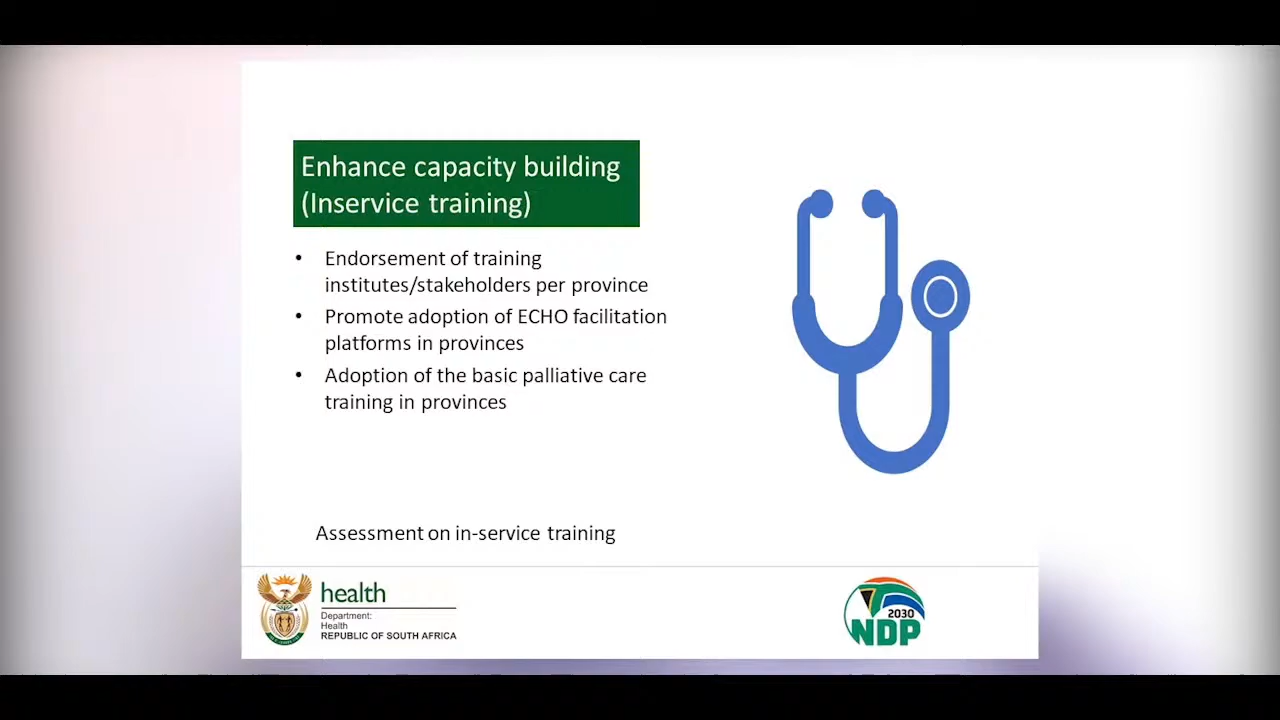 Enhance capacity building
(Inservice training)
• Endorsement of training
institutes/stakeholders per province
• Promote adoption of ECHO facilitation
platforms in provinces
• Adoption of the basic palliative care
training in provinces
Assessment on in-service training
health
Department:
Health
REPUBLIC OF SOUTH AFRICA
2030
NDP